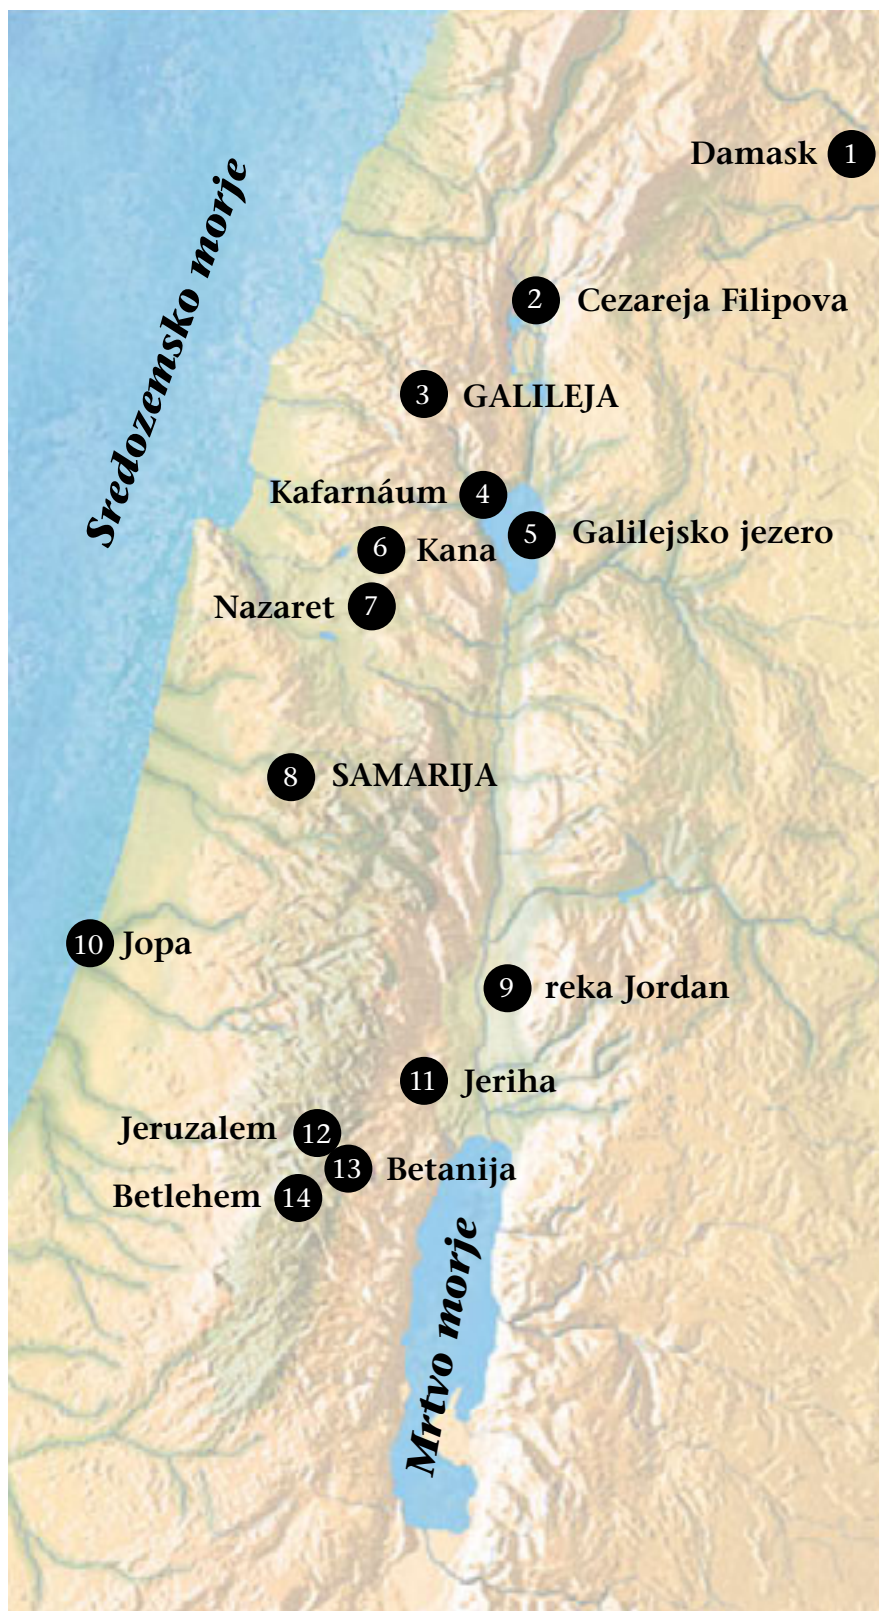 Damask 1
2 Cezareja Filipova
Sredozemsko morje
3 GALILEJA
Kafarnáum 4
5 Galilejsko jezero
6 Kana
Nazaret 7
8 SAMARIJA
10 Jopa
9 reka Jordan
11 Jeriha
Jeruzalem 12
13 Betanija
Betlehem 14
Mrtvo morje